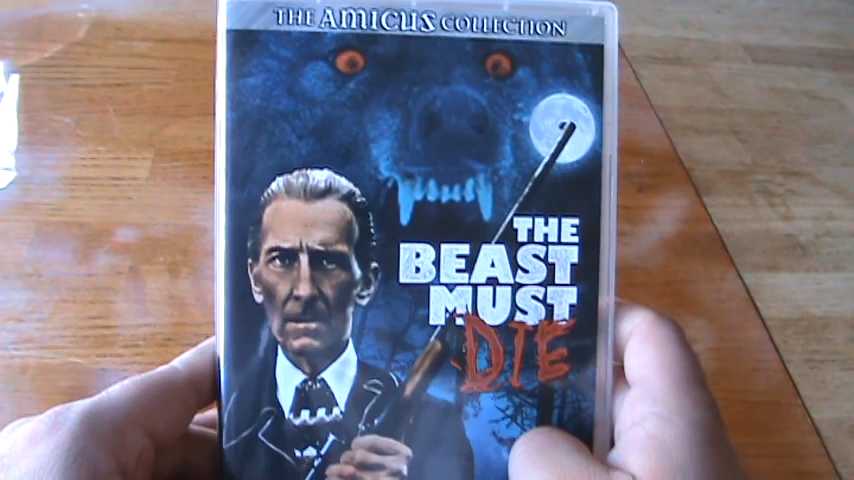 THE AMICUS COLLECTION
THE
BEAST
MUST
DIE